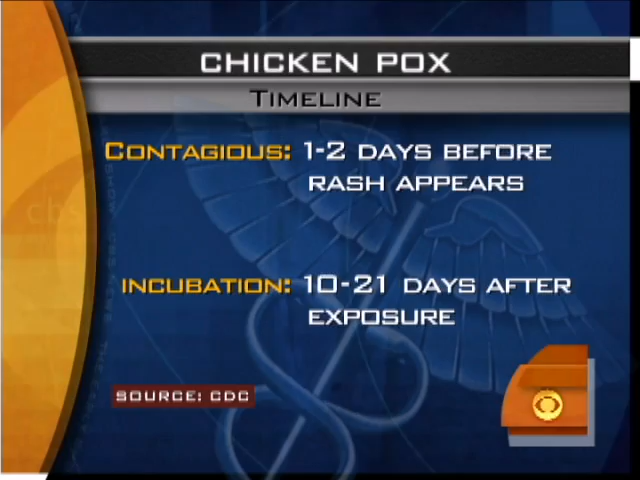 CHICKEN POX
TIMELINE
CONTAGIOUS: 1-2 DAYS BEFORE
RASH APPEARS
INCUBATION: 10-21 DAYS AFTER
EXPOSURE
SOURCE: CDC